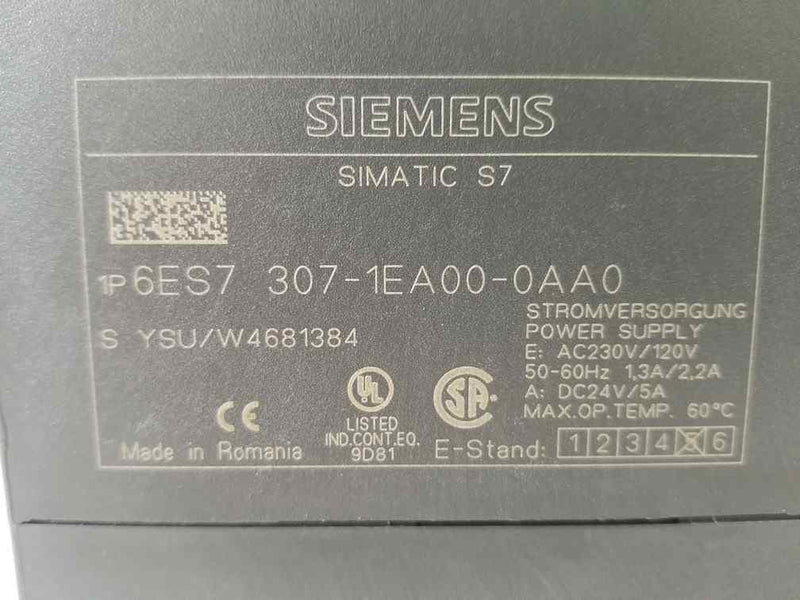 SIEMENS
SIMATIC S7
1P 6ES7 307-1EA00-0AA0
S YSU/W4681384
STROMVERSORGUNG
POWER SUPPLY
E: AC230V/120V
50-60Hz 1,3A/2,2A
A: DC24V/5A
MAX.OP.TEMP. 60°C
CE
Made in Romania
UL
LISTED
IND.CONT.EQ.
9D81
SA
E-Stand: 1 2 3 4 5 6